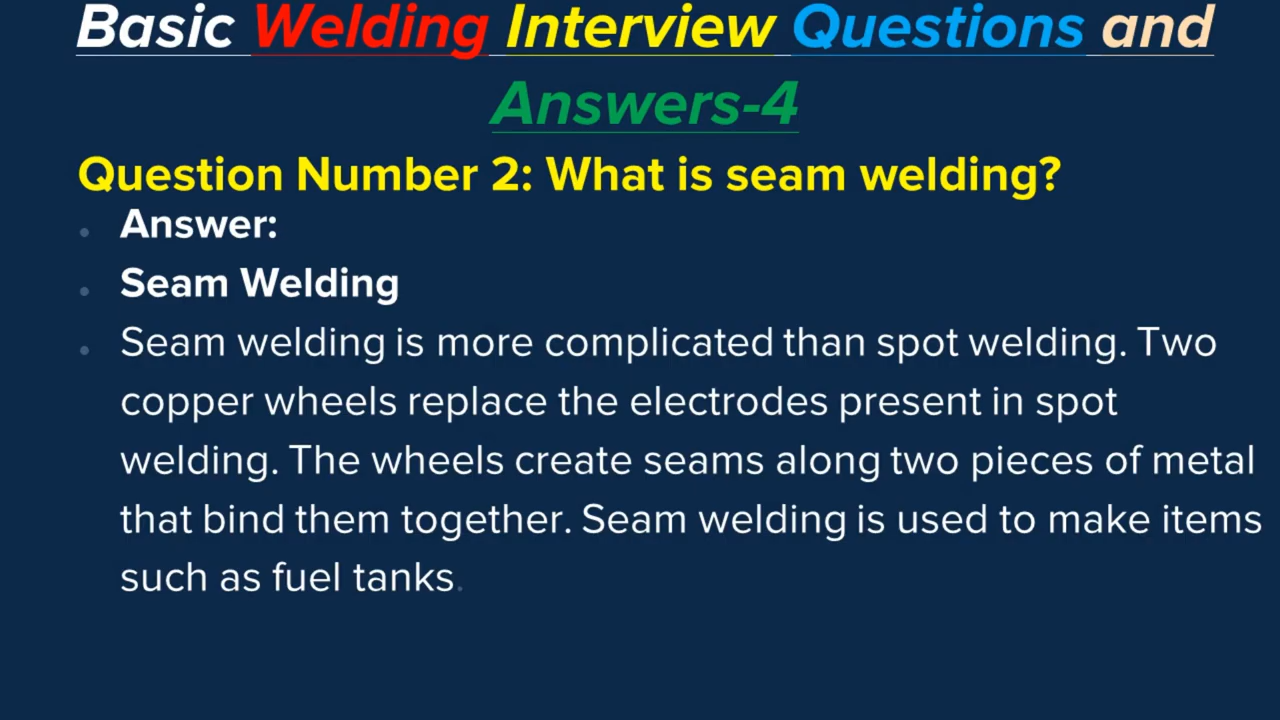 Basic Welding Interview Questions and
Answers-4
Question Number 2: What is seam welding?
Answer:
Seam Welding
Seam welding is more complicated than spot welding. Two
copper wheels replace the electrodes present in spot
welding. The wheels create seams along two pieces of metal
that bind them together. Seam welding is used to make items
such as fuel tanks.